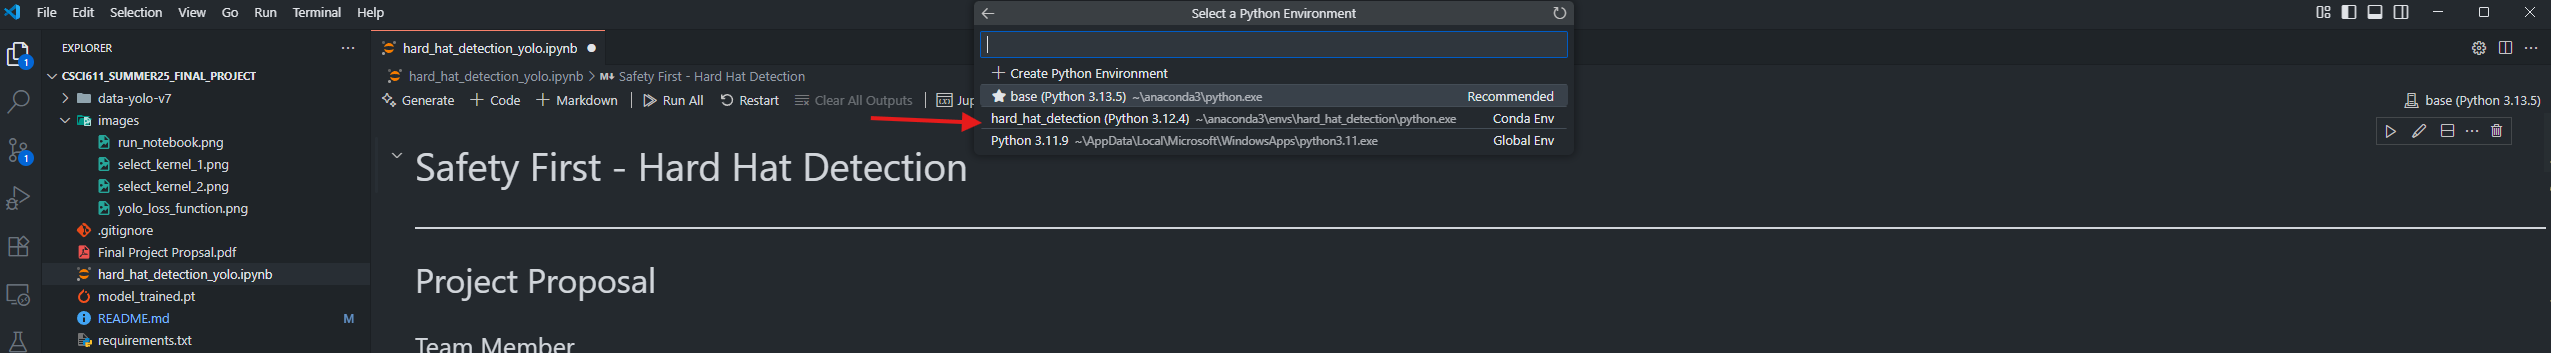 File Edit Selection View Go Run Terminal Help
Select a Python Environment
EXPLORER
CSCI611_SUMMER25_FINAL_PROJECT
data-yolo-v7
images
run_notebook.png
select_kernel_1.png
select_kernel_2.png
yolo_loss_function.png
.gitignore
Final Project Propsal.pdf
hard_hat_detection_yolo.ipynb
model_trained.pt
README.md M
requirements.txt
1
1
hard_hat_detection_yolo.ipynb
hard_hat_detection_yolo.ipynb > M↓ Safety First - Hard Hat Detection
Generate + Code + Markdown Run All Restart Clear All Outputs Jup
+ Create Python Environment
base (Python 3.13.5) ~\anaconda3\python.exe Recommended
hard_hat_detection (Python 3.12.4) ~\anaconda3\envs\hard_hat_detection\python.exe Conda Env
Python 3.11.9 ~\AppData\Local\Microsoft\WindowsApps\python3.11.exe Global Env
base (Python 3.13.5)
Safety First - Hard Hat Detection
Project Proposal
Team Member